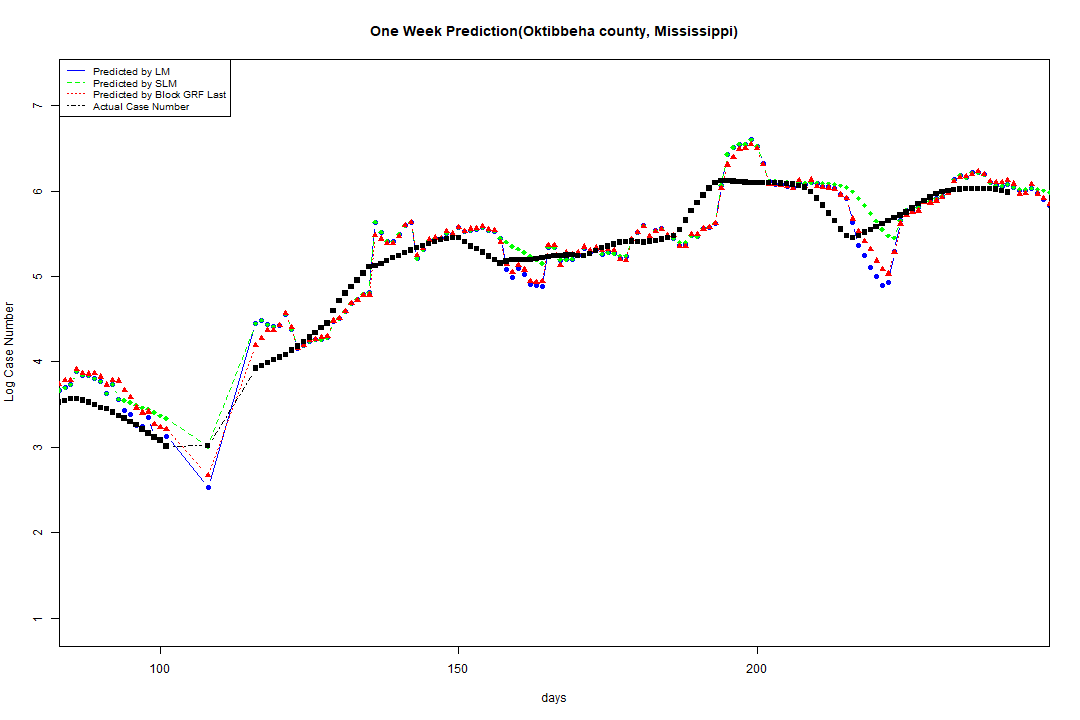 One Week Prediction(Oktibbeha county, Mississippi)
Predicted by LM
Predicted by SLM
Predicted by Block GRF Last
Actual Case Number
7
6
5
4
3
2
1
Log Case Number
100
150
200
days